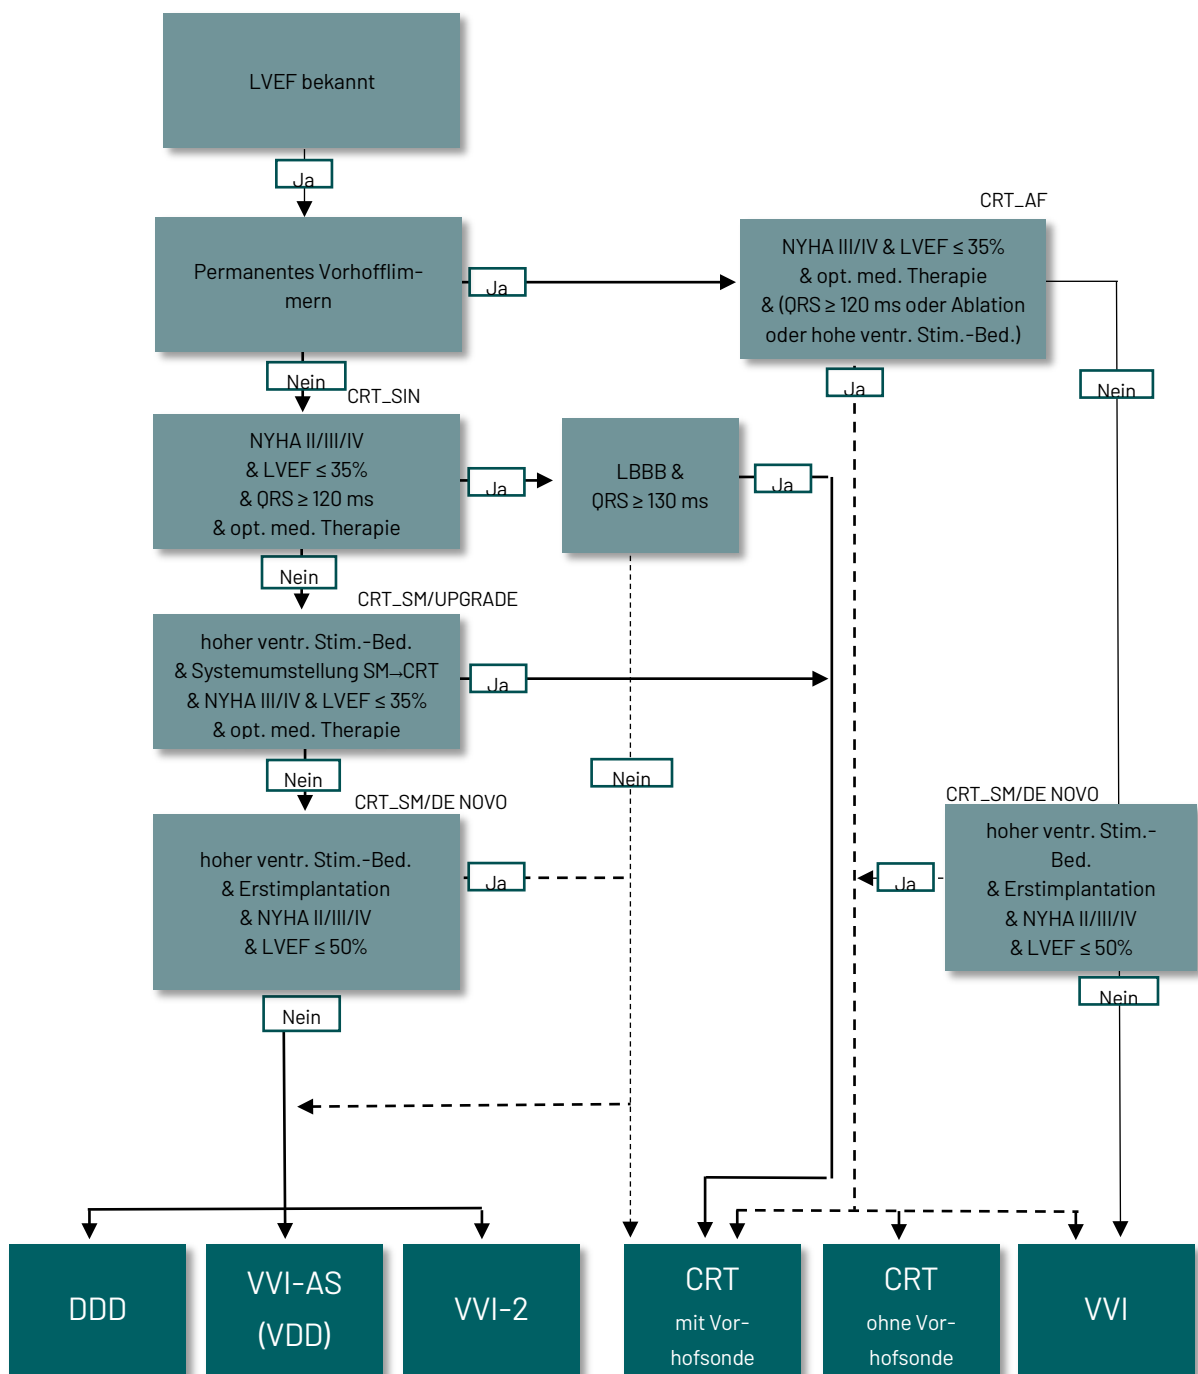 LVEF bekannt
Ja
CRT_AF
Permanentes Vorhofflim-
mern
Ja
NYHA III/IV & LVEF ≤ 35%
& opt. med. Therapie
& (QRS ≥ 120 ms oder Ablation
oder hohe ventr. Stim.-Bed.)
Nein
Ja
Nein
CRT_SIN
NYHA II/III/IV
& LVEF ≤ 35%
& QRS ≥ 120 ms
& opt. med. Therapie
Ja
LBBB &
QRS ≥ 130 ms
Ja
Nein
CRT_SM/UPGRADE
hoher ventr. Stim.-Bed.
& Systemumstellung SM→CRT
& NYHA III/IV & LVEF ≤ 35%
& opt. med. Therapie
Ja
Nein
Nein
CRT_SM/DE NOVO
hoher ventr. Stim.-Bed.
& Erstimplantation
& NYHA II/III/IV
& LVEF ≤ 50%
Ja
CRT_SM/DE NOVO
hoher ventr. Stim.-
Bed.
& Erstimplantation
& NYHA II/III/IV
& LVEF ≤ 50%
Ja
Nein
Nein
DDD
VVI-AS
(VDD)
VVI-2
CRT
mit Vor-
hofsonde
CRT
ohne Vor-
hofsonde
VVI